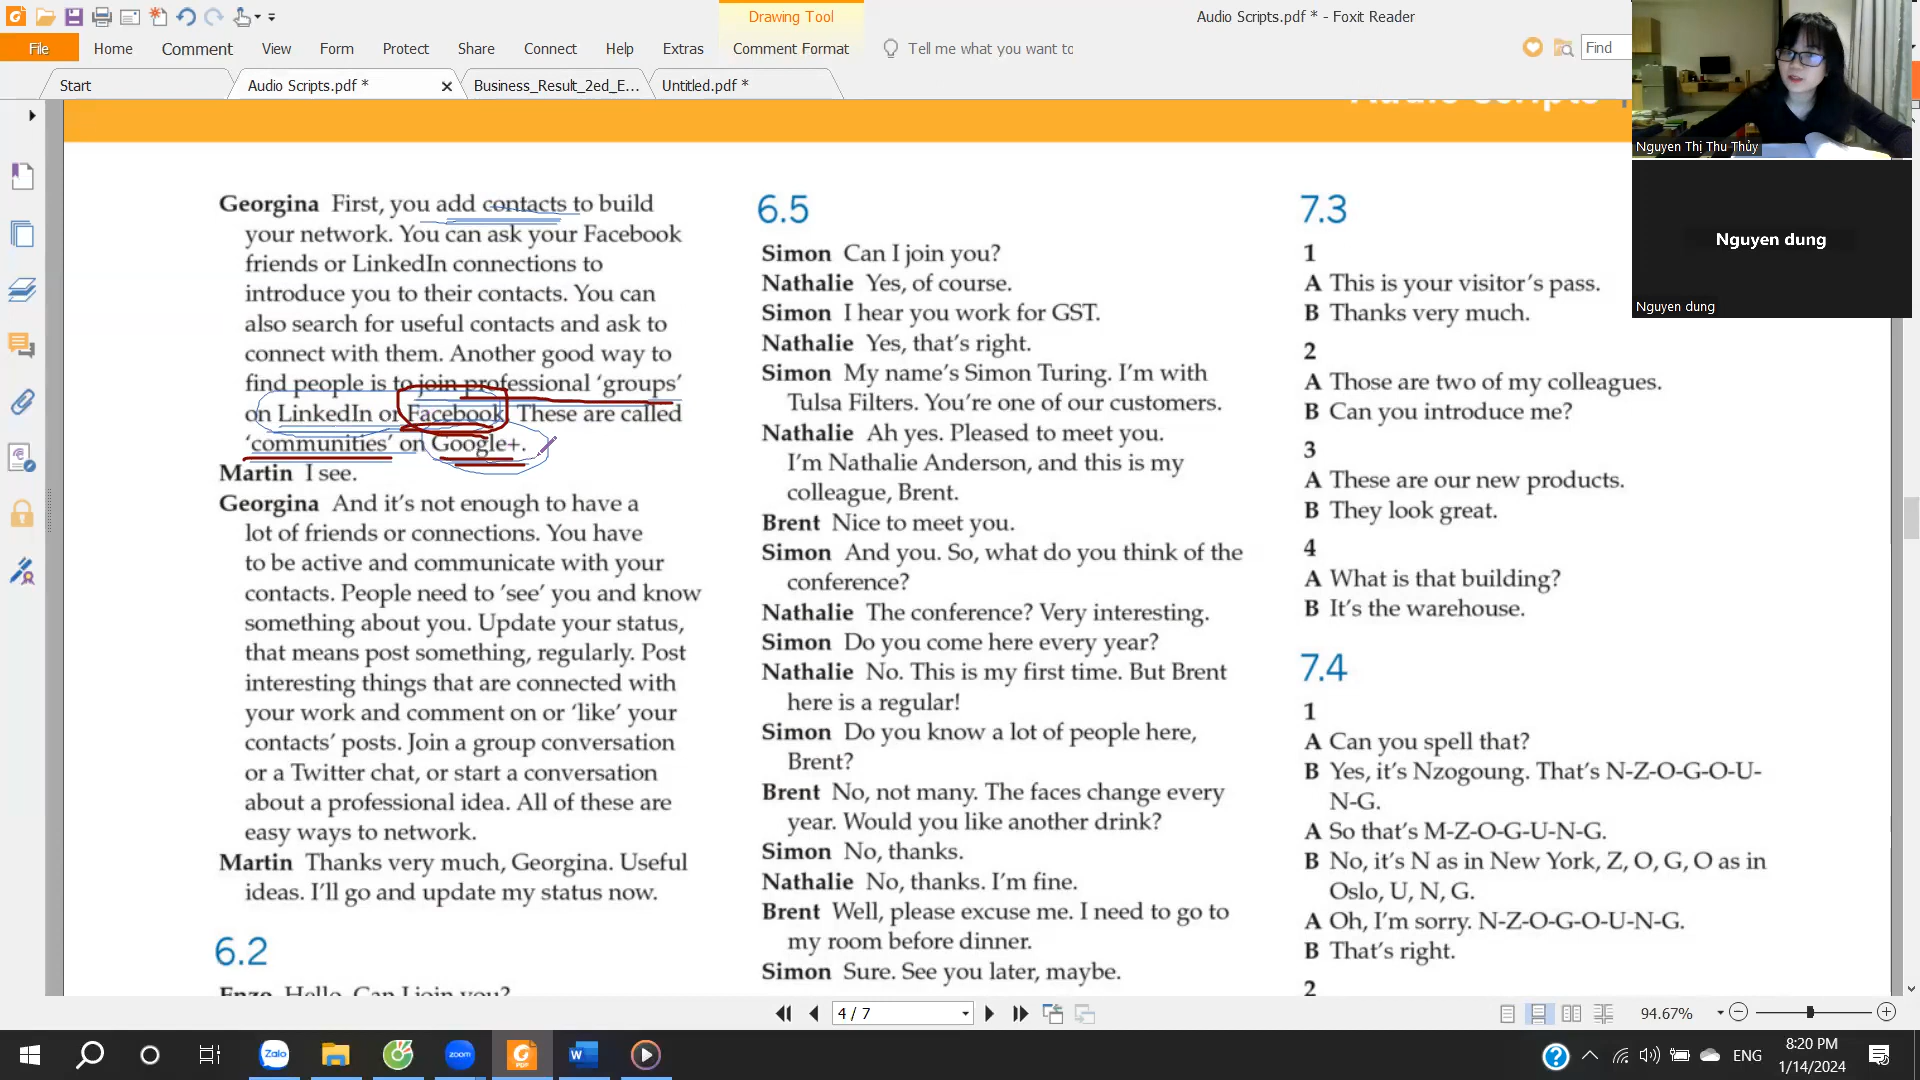 Drawing Tool
Audio Scripts.pdf * - Foxit Reader
File
Home
Comment
View
Form
Protect
Share
Connect
Help
Extras
Comment Format
Tell me what you want to
Find
Start
Audio Scripts.pdf *
Business_Result_2ed_E...
Untitled.pdf *
Georgina First, you add contacts to build
your network. You can ask your Facebook
friends or LinkedIn connections to
introduce you to their contacts. You can
also search for useful contacts and ask to
connect with them. Another good way to
find people is to join professional ‘groups’
on LinkedIn or Facebook. These are called
‘communities’ on Google+.
Martin I see.
Georgina And it’s not enough to have a
lot of friends or connections. You have
to be active and communicate with your
contacts. People need to ‘see’ you and know
something about you. Update your status,
that means post something, regularly. Post
interesting things that are connected with
your work and comment on or ‘like’ your
contacts’ posts. Join a group conversation
or a Twitter chat, or start a conversation
about a professional idea. All of these are
easy ways to network.
Martin Thanks very much, Georgina. Useful
ideas. I’ll go and update my status now.
6.2
Enzo Hello. Can I join you?
6.5
Simon Can I join you?
Nathalie Yes, of course.
Simon I hear you work for GST.
Nathalie Yes, that’s right.
Simon My name’s Simon Turing. I’m with
Tulsa Filters. You’re one of our customers.
Nathalie Ah yes. Pleased to meet you.
I’m Nathalie Anderson, and this is my
colleague, Brent.
Brent Nice to meet you.
Simon And you. So, what do you think of the
conference?
Nathalie The conference? Very interesting.
Simon Do you come here every year?
Nathalie No. This is my first time. But Brent
here is a regular!
Simon Do you know a lot of people here,
Brent?
Brent No, not many. The faces change every
year. Would you like another drink?
Simon No, thanks.
Nathalie No, thanks. I’m fine.
Brent Well, please excuse me. I need to go to
my room before dinner.
Simon Sure. See you later, maybe.
7.3
1
A This is your visitor’s pass.
B Thanks very much.
2
A Those are two of my colleagues.
B Can you introduce me?
3
A These are our new products.
B They look great.
4
A What is that building?
B It’s the warehouse.
7.4
1
A Can you spell that?
B Yes, it’s Nzogoung. That’s N-Z-O-G-O-U-
N-G.
A So that’s M-Z-O-G-U-N-G.
B No, it’s N as in New York, Z, O, G, O as in
Oslo, U, N, G.
A Oh, I’m sorry. N-Z-O-G-O-U-N-G.
B That’s right.
2
Nguyen Thị Thu Thủy
Nguyen dung
Nguyen dung
4 / 7
94.67%
Zalo
zoom
PDF
W
ENG
8:20 PM
1/14/2024